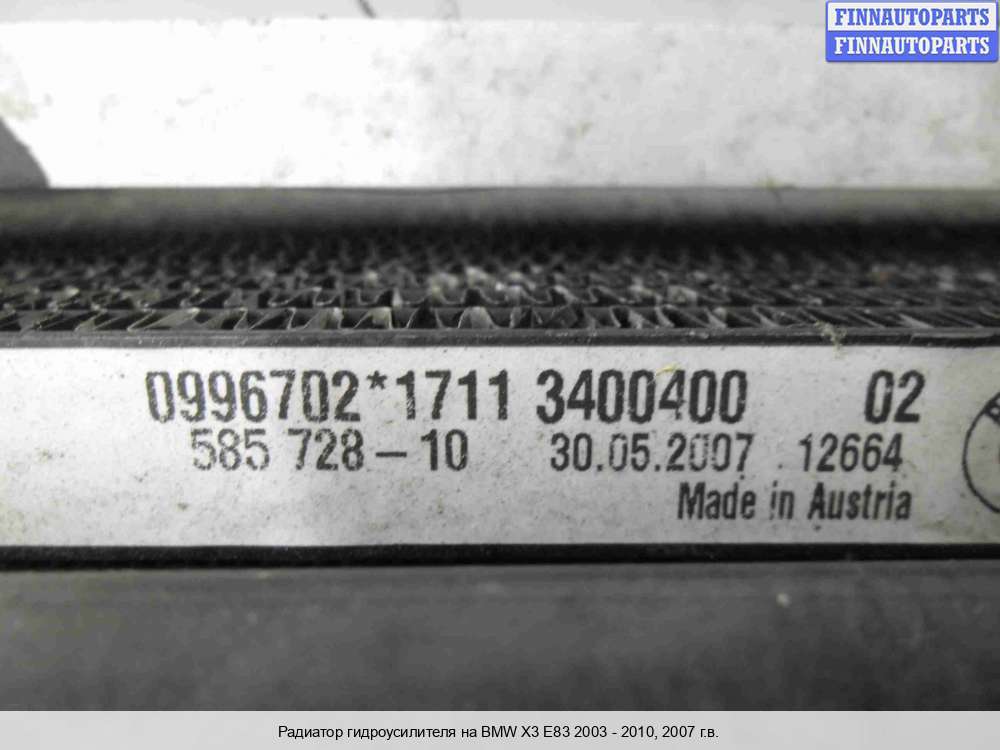 FINNAUTOPARTS
FINNAUTOPARTS
0996702*1711 3400400 02
585 728-10 30.05.2007 12664
Made in Austria
Радиатор гидроусилителя на BMW X3 E83 2003 - 2010, 2007 г.в.